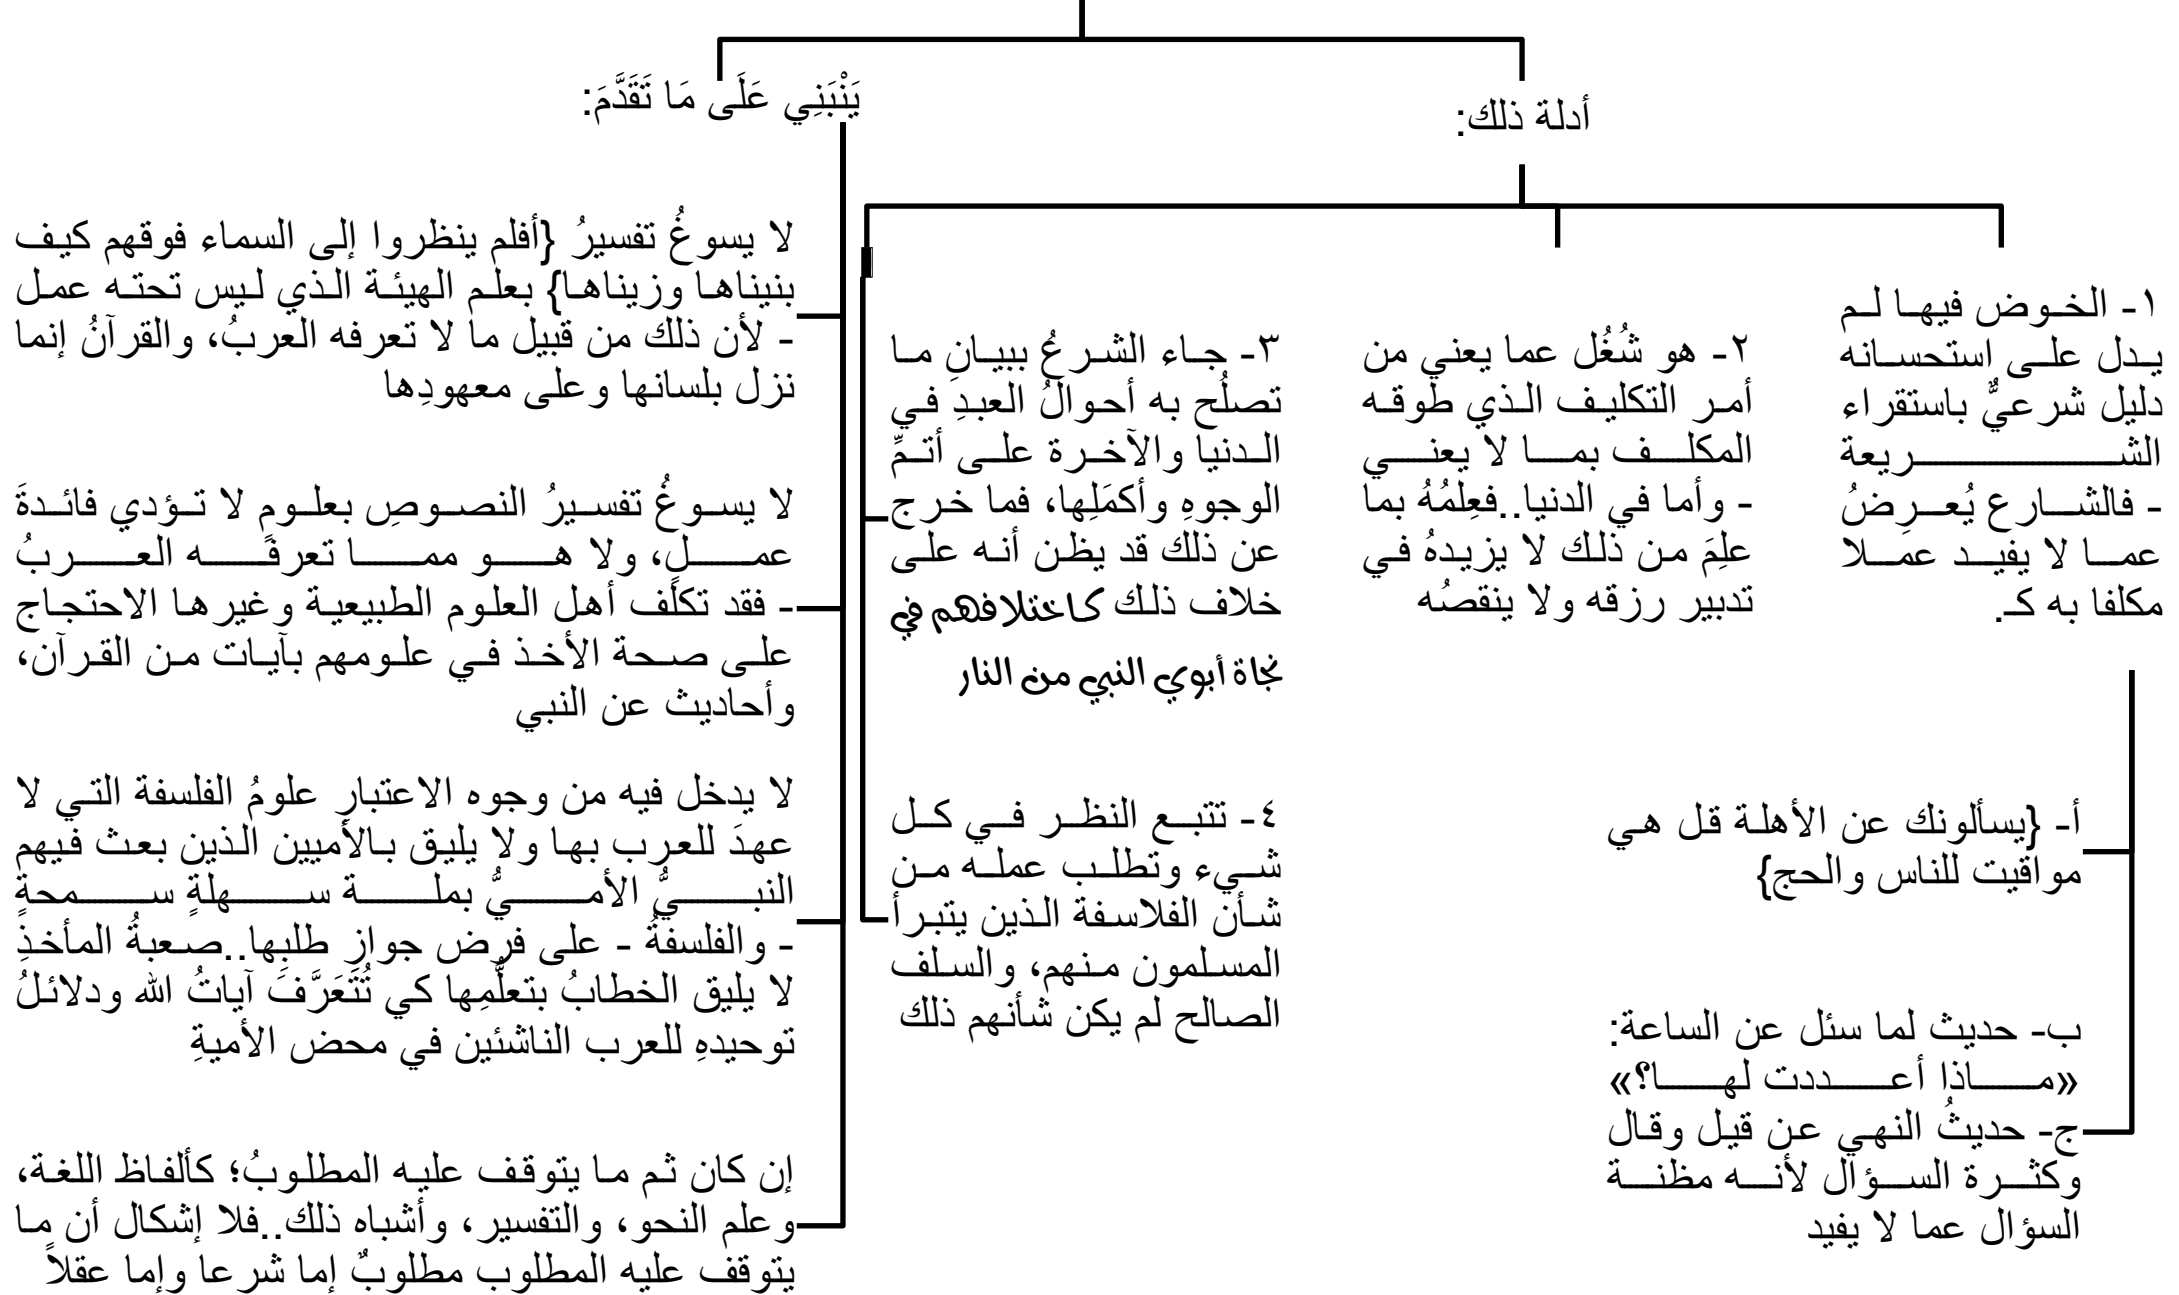 أدلة ذلك:
١- الخوض فيها لم
يدل على استحسانه
دليل شرعيٌّ باستقراء
الشريعة
- فالشارع يُعرِضُ
عما لا يفيد عملا
مكلفا به كـ.
أ- {يسألونك عن الأهلة قل هي
مواقيت للناس والحج}
ب- حديث لما سئل عن الساعة:
«ماذا أعددت لها؟»
ج- حديثُ النهي عن قيل وقال
وكثرة السؤال لأنه مظنة
السؤال عما لا يفيد
٢- هو شُغُل عما يعني من
أمر التكليف الذي طوقه
المكلف بما لا يعني
- وأما في الدنيا..فعِلمُهُ بما
علِمَ من ذلك لا يزيدهُ في
تدبير رزقه ولا ينقصُه
٣- جاء الشرعُ ببيانِ ما
تصلُح به أحوالُ العبدِ في
الدنيا والآخرة على أتمِّ
الوجوهِ وأكمَلِها، فما خرج
عن ذلك قد يظن أنه على
خلاف ذلك كاختلافهم في
نجاة أبوي النبي من النار
٤- تتبع النظر في كل
شيء وتطلب عمله من
شأن الفلاسفة الذين يتبرأ
المسلمون منهم، والسلف
الصالح لم يكن شأنهم ذلك
يَنْبَنِي عَلَى مَا تَقَدَّمَ:
لا يسوغُ تفسيرُ {أفلم ينظروا إلى السماء فوقهم كيف
بنيناها وزيناها} بعلم الهيئة الذي ليس تحته عمل
- لأن ذلك من قبيل ما لا تعرفه العربُ، والقرآنُ إنما
نزل بلسانها وعلى معهودِها
لا يسوغُ تفسيرُ النصوصِ بعلومٍ لا تؤدي فائدةَ
عملٍ، ولا هو مما تعرفه العربُ
- فقد تكلَّف أهل العلوم الطبيعية وغيرها الاحتجاج
على صحة الأخذ في علومهم بآيات من القرآن،
وأحاديث عن النبي
لا يدخل فيه من وجوه الاعتبارِ علومُ الفلسفة التي لا
عهدَ للعرب بها ولا يليق بالأميين الذين بعث فيهم
النبيُّ الأميُّ بملة سهلةٍ سمحةٍ
- والفلسفةُ - على فرض جوازِ طلبِها..صعبةُ المأخذِ
لا يليق الخطابُ بتعلُّمِها كي تُتَعَرَّفَ آياتُ الله ودلائلُ
توحيدهِ للعرب الناشئين في محض الأميةِ
إن كان ثم ما يتوقف عليه المطلوبُ؛ كألفاظ اللغة،
وعلم النحو، والتفسير، وأشباه ذلك..فلا إشكال أن ما
يتوقف عليه المطلوب مطلوبٌ إما شرعا وإما عقلاً